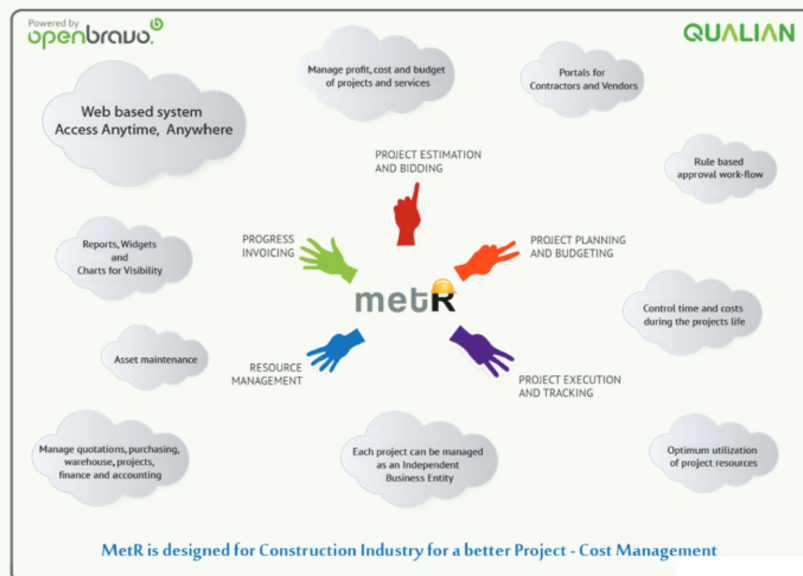 Powered by
openbravo.
QUALIAN
Manage profit, cost and budget
of projects and services
Portals for
Contractors and Vendors
Web based system
Access Anytime, Anywhere
PROJECT ESTIMATION
AND BIDDING
Rule based
approval work-flow
Reports, Widgets
and
Charts for Visibility
PROGRESS
INVOICING
PROJECT PLANNING
AND BUDGETING
metR
Control time and costs
during the projects life
Asset maintenance
RESOURCE
MANAGEMENT
PROJECT EXECUTION
AND TRACKING
Manage quotations, purchasing,
warehouse, projects,
finance and accounting
Each project can be managed
as an Independent
Business Entity
Optimum utilization
of project resources
MetR is designed for Construction Industry for a better Project - Cost Management